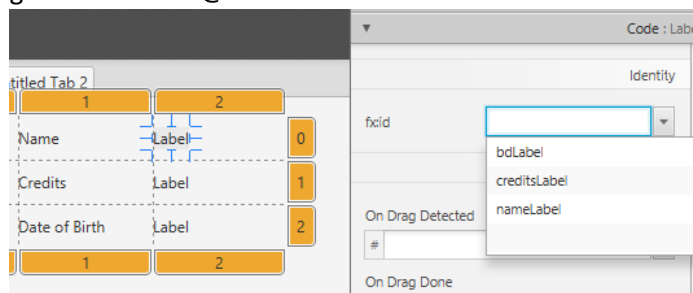 Code : Lab
titled Tab 2
Identity
1 2
fx:id
Name Label 0
bdLabel
Credits Label 1
creditsLabel
nameLabel
On Drag Detected
Date of Birth Label 2
#
1 2
On Drag Done